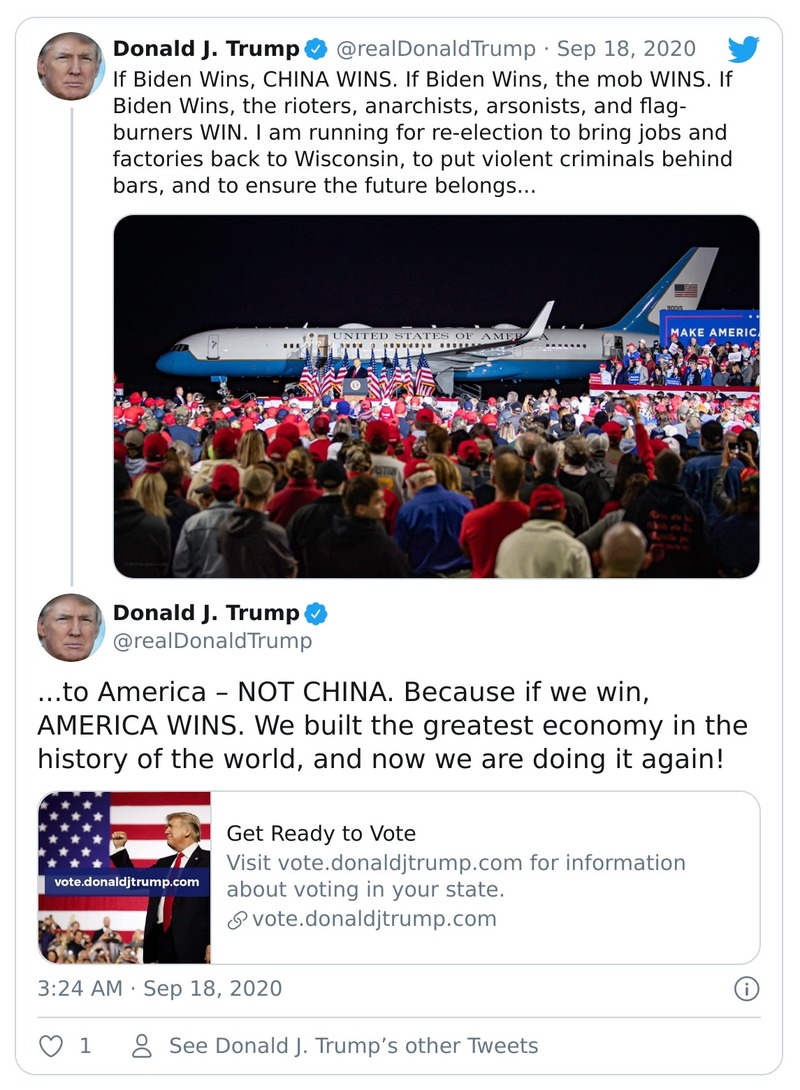 Donald J. Trump @realDonaldTrump · Sep 18, 2020
If Biden Wins, CHINA WINS. If Biden Wins, the mob WINS. If
Biden Wins, the rioters, anarchists, arsonists, and flag-
burners WIN. I am running for re-election to bring jobs and
factories back to Wisconsin, to put violent criminals behind
bars, and to ensure the future belongs...
UNITED STATES OF AMERICA
MAKE AMERICA
Donald J. Trump
@realDonaldTrump
...to America – NOT CHINA. Because if we win,
AMERICA WINS. We built the greatest economy in the
history of the world, and now we are doing it again!
vote.donaldjtrump.com
Get Ready to Vote
Visit vote.donaldjtrump.com for information
about voting in your state.
vote.donaldjtrump.com
3:24 AM · Sep 18, 2020
1 See Donald J. Trump’s other Tweets